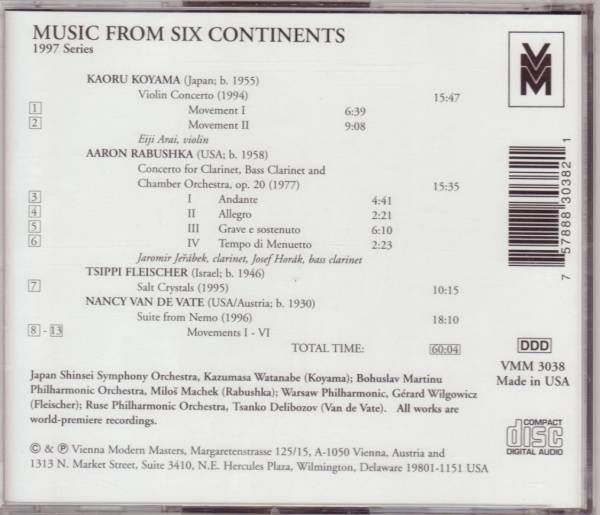 MUSIC FROM SIX CONTINENTS
1997 Series
VMM
KAORU KOYAMA (Japan; b. 1955)
Violin Concerto (1994) 15:47
1 Movement I 6:39
2 Movement II 9:08
Eiji Arai, violin
AARON RABUSHKA (USA; b. 1958)
Concerto for Clarinet, Bass Clarinet and
Chamber Orchestra, op. 20 (1977) 15:35
3 I Andante 4:41
4 II Allegro 2:21
5 III Grave e sostenuto 6:10
6 IV Tempo di Menuetto 2:23
Jaromir Jeřábek, clarinet, Josef Horák, bass clarinet
TSIPPI FLEISCHER (Israel; b. 1946)
7 Salt Crystals (1995) 10:15
NANCY VAN DE VATE (USA/Austria; b. 1930)
Suite from Nemo (1996) 18:10
8 - 13 Movements I - VI
TOTAL TIME: 60:04
7 57888 30382 1
DDD
VMM 3038
Made in USA
Japan Shinsei Symphony Orchestra, Kazumasa Watanabe (Koyama); Bohuslav Martinu
Philharmonic Orchestra, Miloš Machek (Rabushka); Warsaw Philharmonic, Gérard Wilgowicz
(Fleischer); Ruse Philharmonic Orchestra, Tsanko Delibozov (Van de Vate). All works are
world-premiere recordings.
COMPACT
disc
DIGITAL AUDIO
© & ℗ Vienna Modern Masters, Margaretenstrasse 125/15, A-1050 Vienna, Austria and
1313 N. Market Street, Suite 3410, N.E. Hercules Plaza, Wilmington, Delaware 19801-1151 USA